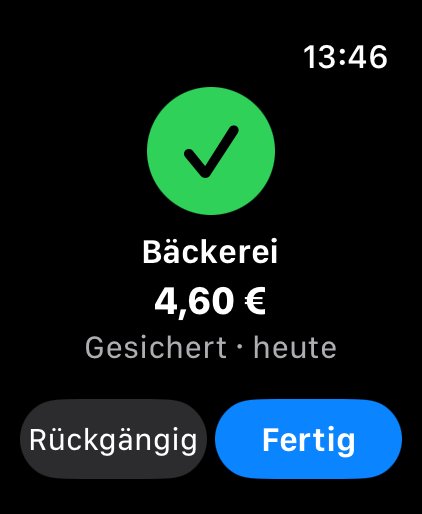 13:46
Bäckerei
4,60 €
Gesichert · heute
Rückgängig
Fertig